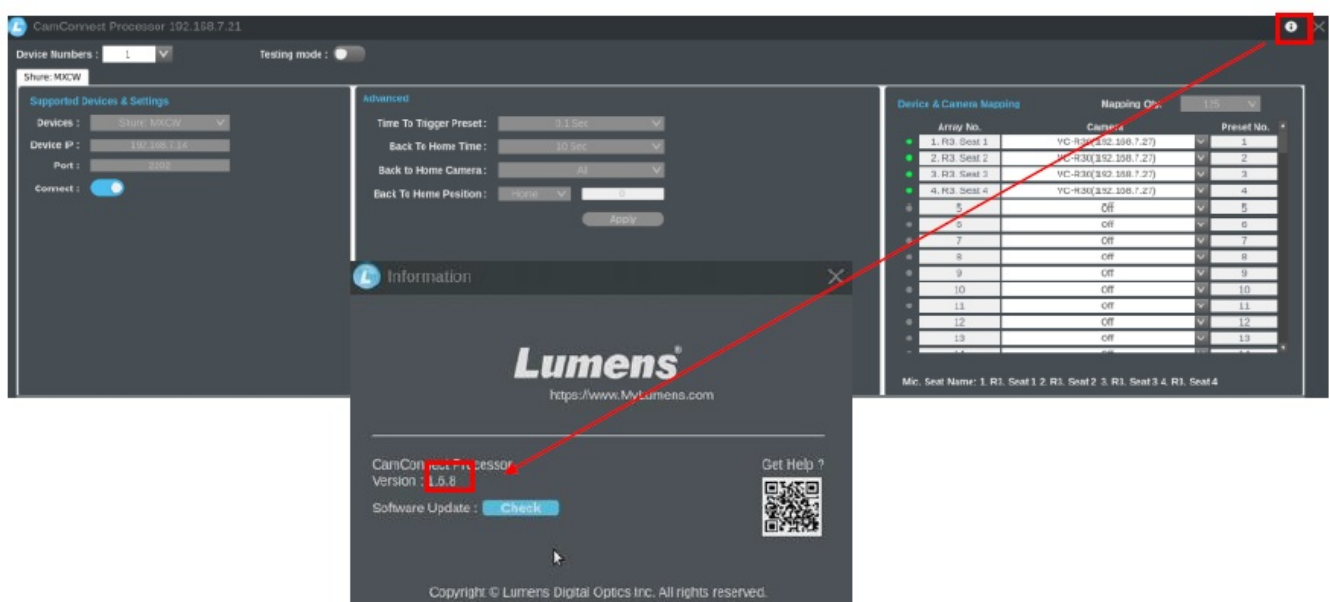 CamConnect Processor 192.168.7.21
Device Numbers : 1
Testing mode :
Shure: MXCW
Supported Devices & Settings
Devices : Shure: MXCW
Device IP : 192.168.7.14
Port : 2202
Connect :
Advanced
Time To Trigger Preset : 0.1 Sec
Back To Home Time : 10 Sec
Back to Home Camera : All
Back To Home Position : Home 0
Apply
Device & Camera Mapping
Mapping Qty. 125
Array No. Camera Preset No.
1. R3. Seat 1 VC-R30(192.168.7.27) 1
2. R3. Seat 2 VC-R30(192.168.7.27) 2
3. R3. Seat 3 VC-R30(192.168.7.27) 3
4. R3. Seat 4 VC-R30(192.168.7.27) 4
5 Off 5
6 Off 6
7 Off 7
8 Off 8
9 Off 9
10 Off 10
11 Off 11
12 Off 12
13 Off 13
Mic. Seat Name: 1. R3. Seat 1 2. R3. Seat 2 3. R3. Seat 3 4. R3. Seat 4
Information
Lumens®
https://www.MyLumens.com
CamConnect Processor
Version : 1.6.8
Get Help ?
Software Update : Check
Copyright © Lumens Digital Optics Inc. All rights reserved.